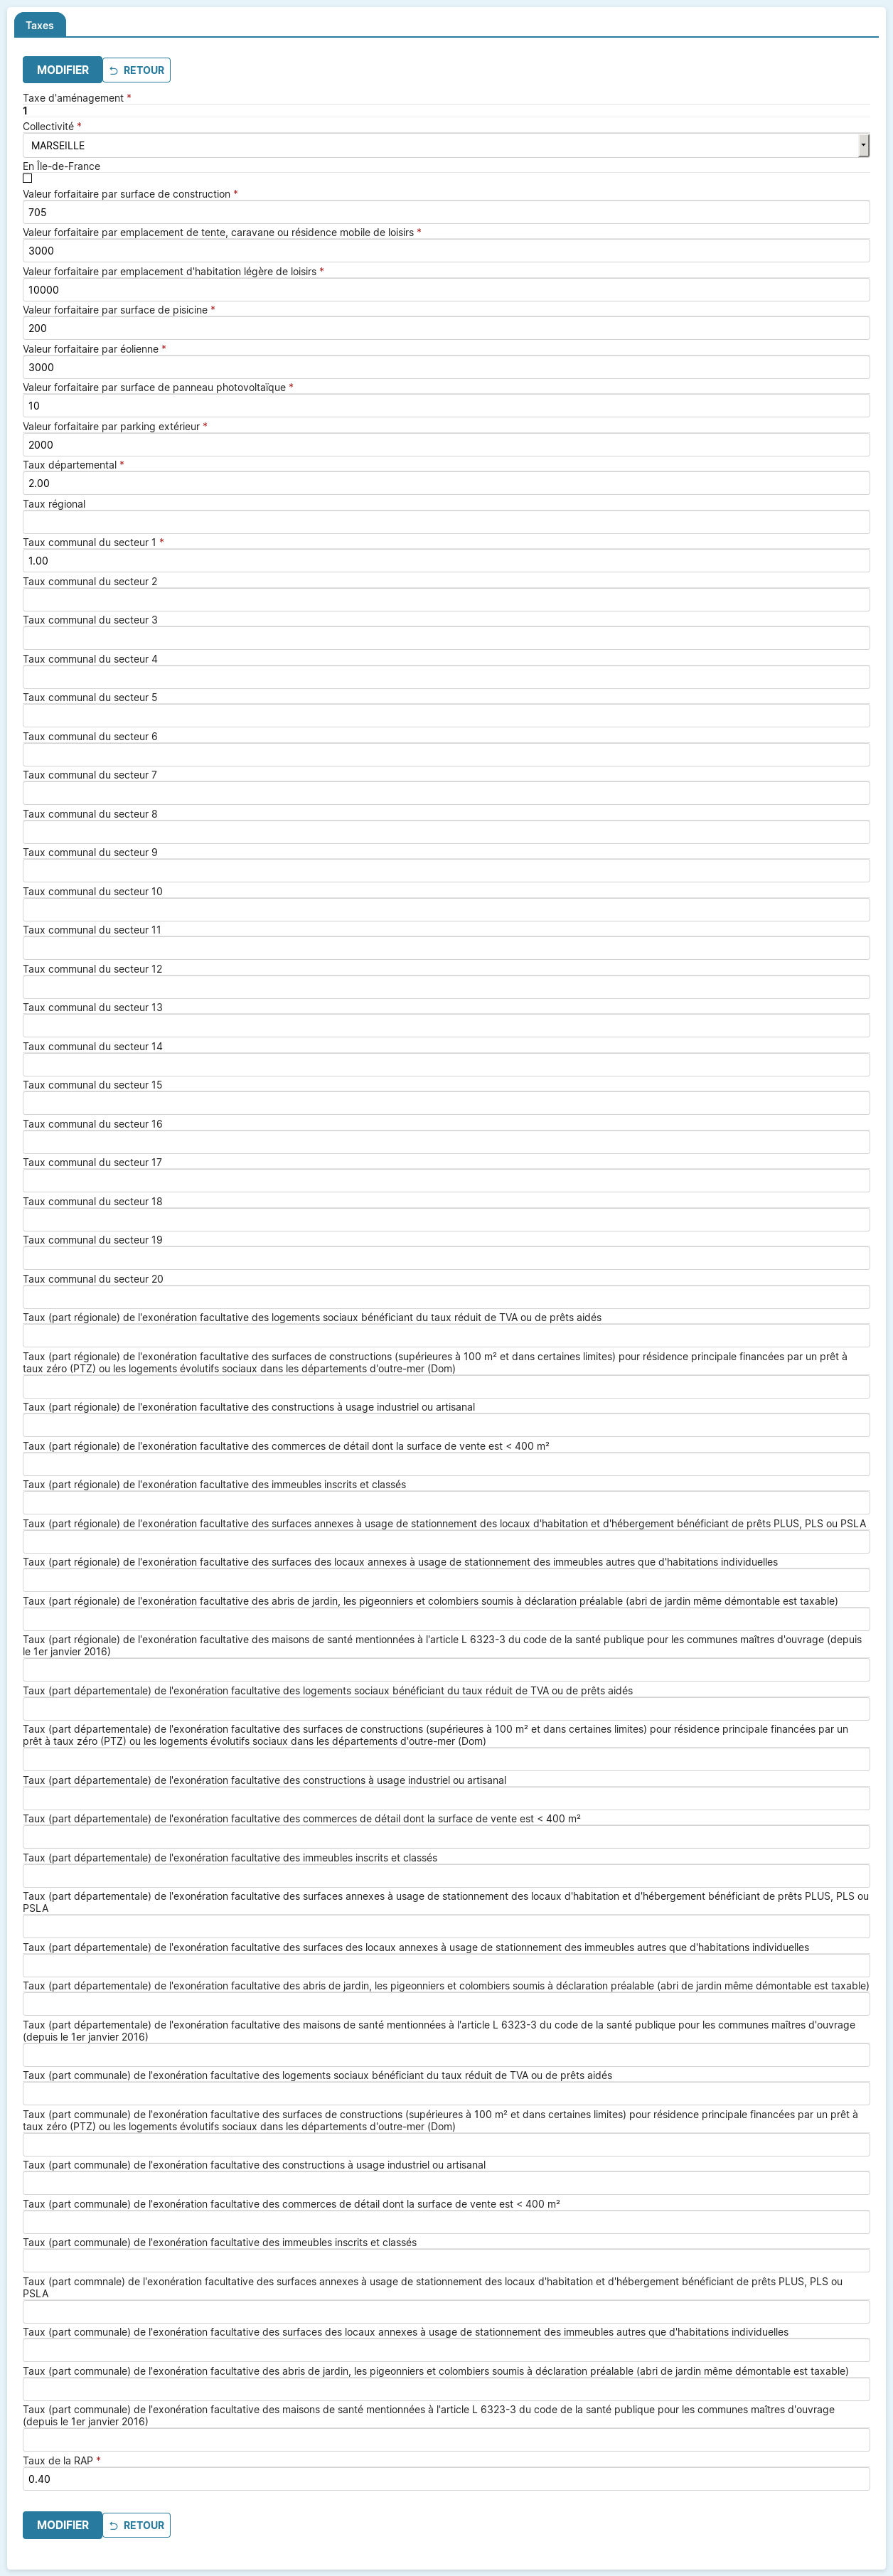 Taxes
MODIFIER
RETOUR
Taxe d'aménagement *
1
Collectivité *
MARSEILLE
En Île-de-France
Valeur forfaitaire par surface de construction *
705
Valeur forfaitaire par emplacement de tente, caravane ou résidence mobile de loisirs *
3000
Valeur forfaitaire par emplacement d'habitation légère de loisirs *
10000
Valeur forfaitaire par surface de pisicine *
200
Valeur forfaitaire par éolienne *
3000
Valeur forfaitaire par surface de panneau photovoltaïque *
10
Valeur forfaitaire par parking extérieur *
2000
Taux départemental *
2.00
Taux régional
Taux communal du secteur 1 *
1.00
Taux communal du secteur 2
Taux communal du secteur 3
Taux communal du secteur 4
Taux communal du secteur 5
Taux communal du secteur 6
Taux communal du secteur 7
Taux communal du secteur 8
Taux communal du secteur 9
Taux communal du secteur 10
Taux communal du secteur 11
Taux communal du secteur 12
Taux communal du secteur 13
Taux communal du secteur 14
Taux communal du secteur 15
Taux communal du secteur 16
Taux communal du secteur 17
Taux communal du secteur 18
Taux communal du secteur 19
Taux communal du secteur 20
Taux (part régionale) de l'exonération facultative des logements sociaux bénéficiant du taux réduit de TVA ou de prêts aidés
Taux (part régionale) de l'exonération facultative des surfaces de constructions (supérieures à 100 m² et dans certaines limites) pour résidence principale financées par un prêt à
taux zéro (PTZ) ou les logements évolutifs sociaux dans les départements d'outre-mer (Dom)
Taux (part régionale) de l'exonération facultative des constructions à usage industriel ou artisanal
Taux (part régionale) de l'exonération facultative des commerces de détail dont la surface de vente est < 400 m²
Taux (part régionale) de l'exonération facultative des immeubles inscrits et classés
Taux (part régionale) de l'exonération facultative des surfaces annexes à usage de stationnement des locaux d'habitation et d'hébergement bénéficiant de prêts PLUS, PLS ou PSLA
Taux (part régionale) de l'exonération facultative des surfaces des locaux annexes à usage de stationnement des immeubles autres que d'habitations individuelles
Taux (part régionale) de l'exonération facultative des abris de jardin, les pigeonniers et colombiers soumis à déclaration préalable (abri de jardin même démontable est taxable)
Taux (part régionale) de l'exonération facultative des maisons de santé mentionnées à l'article L 6323-3 du code de la santé publique pour les communes maîtres d'ouvrage (depuis
le 1er janvier 2016)
Taux (part départementale) de l'exonération facultative des logements sociaux bénéficiant du taux réduit de TVA ou de prêts aidés
Taux (part départementale) de l'exonération facultative des surfaces de constructions (supérieures à 100 m² et dans certaines limites) pour résidence principale financées par un
prêt à taux zéro (PTZ) ou les logements évolutifs sociaux dans les départements d'outre-mer (Dom)
Taux (part départementale) de l'exonération facultative des constructions à usage industriel ou artisanal
Taux (part départementale) de l'exonération facultative des commerces de détail dont la surface de vente est < 400 m²
Taux (part départementale) de l'exonération facultative des immeubles inscrits et classés
Taux (part départementale) de l'exonération facultative des surfaces annexes à usage de stationnement des locaux d'habitation et d'hébergement bénéficiant de prêts PLUS, PLS ou
PSLA
Taux (part départementale) de l'exonération facultative des surfaces des locaux annexes à usage de stationnement des immeubles autres que d'habitations individuelles
Taux (part départementale) de l'exonération facultative des abris de jardin, les pigeonniers et colombiers soumis à déclaration préalable (abri de jardin même démontable est taxable)
Taux (part départementale) de l'exonération facultative des maisons de santé mentionnées à l'article L 6323-3 du code de la santé publique pour les communes maîtres d'ouvrage
(depuis le 1er janvier 2016)
Taux (part communale) de l'exonération facultative des logements sociaux bénéficiant du taux réduit de TVA ou de prêts aidés
Taux (part communale) de l'exonération facultative des surfaces de constructions (supérieures à 100 m² et dans certaines limites) pour résidence principale financées par un prêt à
taux zéro (PTZ) ou les logements évolutifs sociaux dans les départements d'outre-mer (Dom)
Taux (part communale) de l'exonération facultative des constructions à usage industriel ou artisanal
Taux (part communale) de l'exonération facultative des commerces de détail dont la surface de vente est < 400 m²
Taux (part communale) de l'exonération facultative des immeubles inscrits et classés
Taux (part commnale) de l'exonération facultative des surfaces annexes à usage de stationnement des locaux d'habitation et d'hébergement bénéficiant de prêts PLUS, PLS ou
PSLA
Taux (part communale) de l'exonération facultative des surfaces des locaux annexes à usage de stationnement des immeubles autres que d'habitations individuelles
Taux (part communale) de l'exonération facultative des abris de jardin, les pigeonniers et colombiers soumis à déclaration préalable (abri de jardin même démontable est taxable)
Taux (part communale) de l'exonération facultative des maisons de santé mentionnées à l'article L 6323-3 du code de la santé publique pour les communes maîtres d'ouvrage
(depuis le 1er janvier 2016)
Taux de la RAP *
0.40
MODIFIER
RETOUR